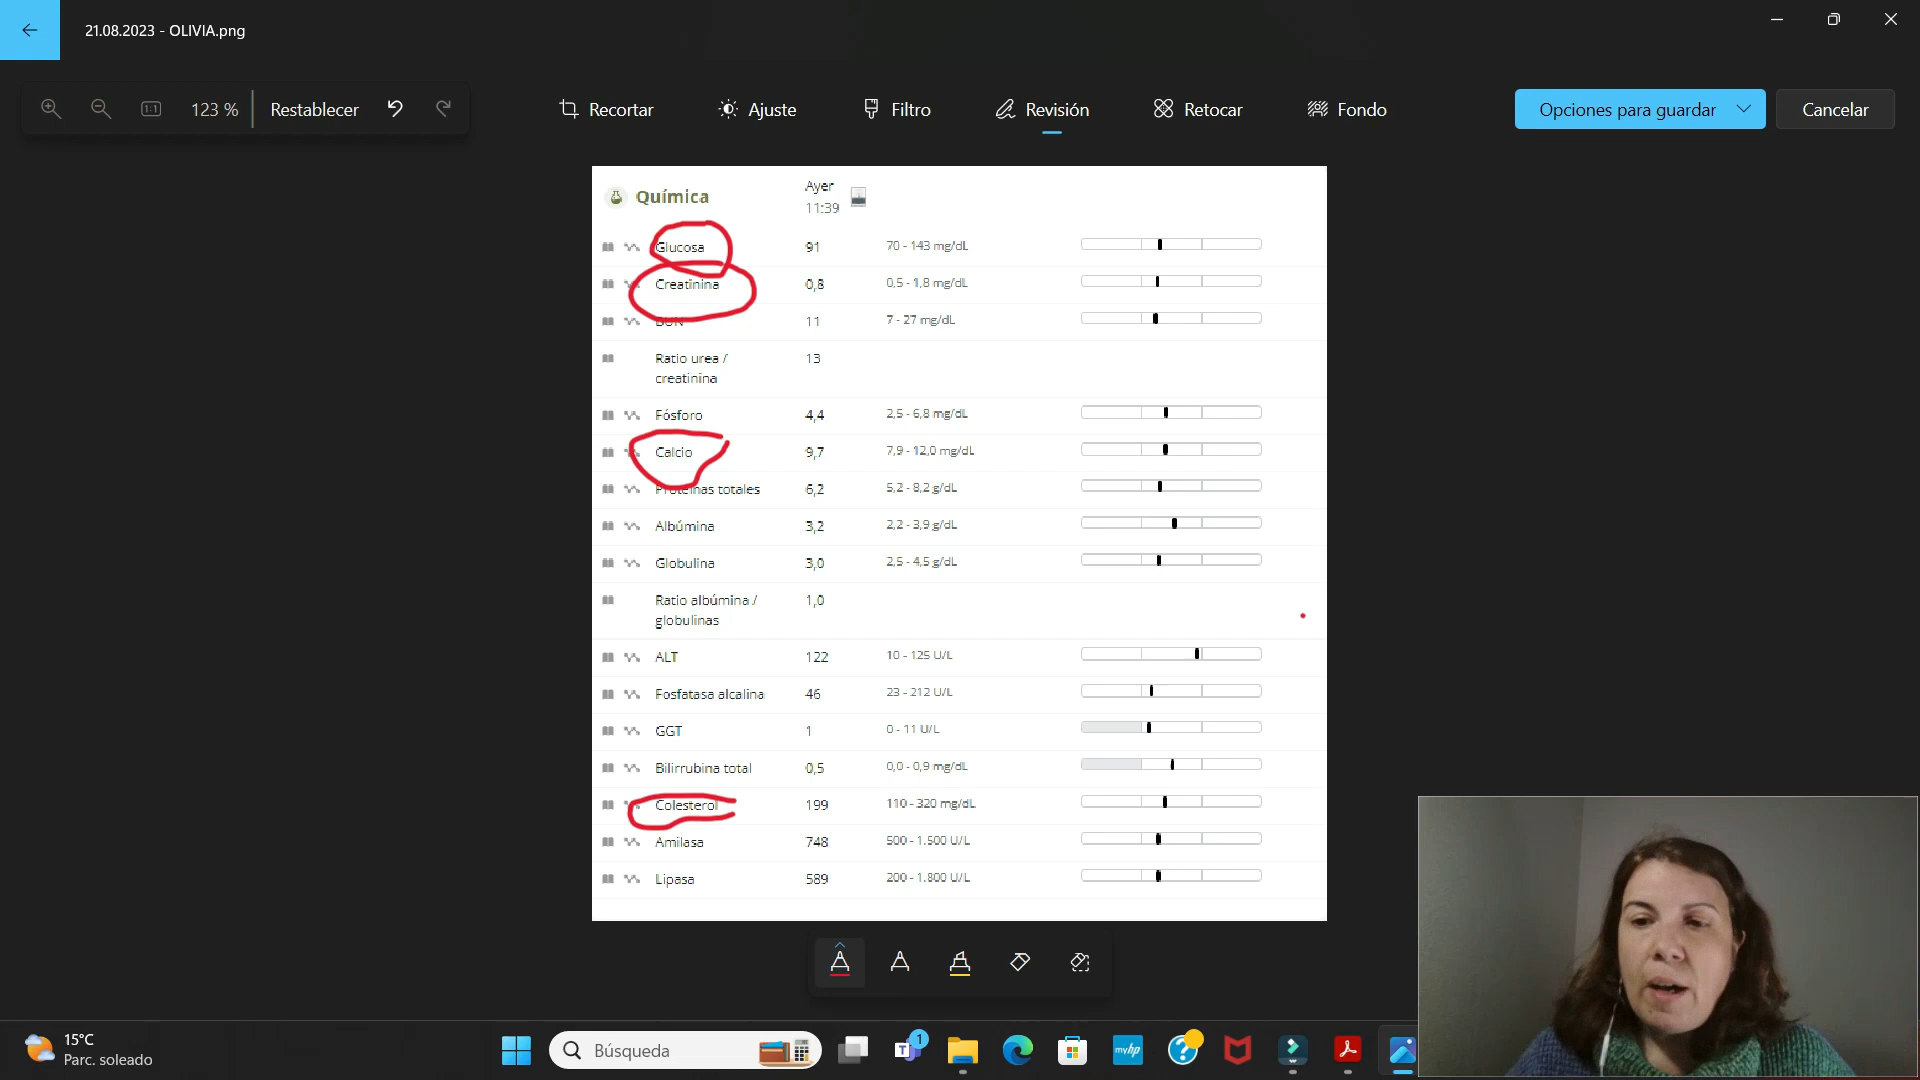 21.08.2023 - OLIVIA.png
1:1 123 % Restablecer Recortar Ajuste Filtro Revisión Retocar Fondo Opciones para guardar Cancelar
Química Ayer
11:39
Glucosa 91 70 - 143 mg/dL
Creatinina 0,8 0,5 - 1,8 mg/dL
BUN 11 7 - 27 mg/dL
Ratio urea / 13
creatinina
Fósforo 4,4 2,5 - 6,8 mg/dL
Calcio 9,7 7,9 - 12,0 mg/dL
Proteínas totales 6,2 5,2 - 8,2 g/dL
Albúmina 3,2 2,2 - 3,9 g/dL
Globulina 3,0 2,5 - 4,5 g/dL
Ratio albúmina / 1,0
globulinas
ALT 122 10 - 125 U/L
Fosfatasa alcalina 46 23 - 212 U/L
GGT 1 0 - 11 U/L
Bilirrubina total 0,5 0,0 - 0,9 mg/dL
Colesterol 199 110 - 320 mg/dL
Amilasa 748 500 - 1.500 U/L
Lipasa 589 200 - 1.800 U/L
15°C
Parc. soleado
Búsqueda
T 1
myhp
?